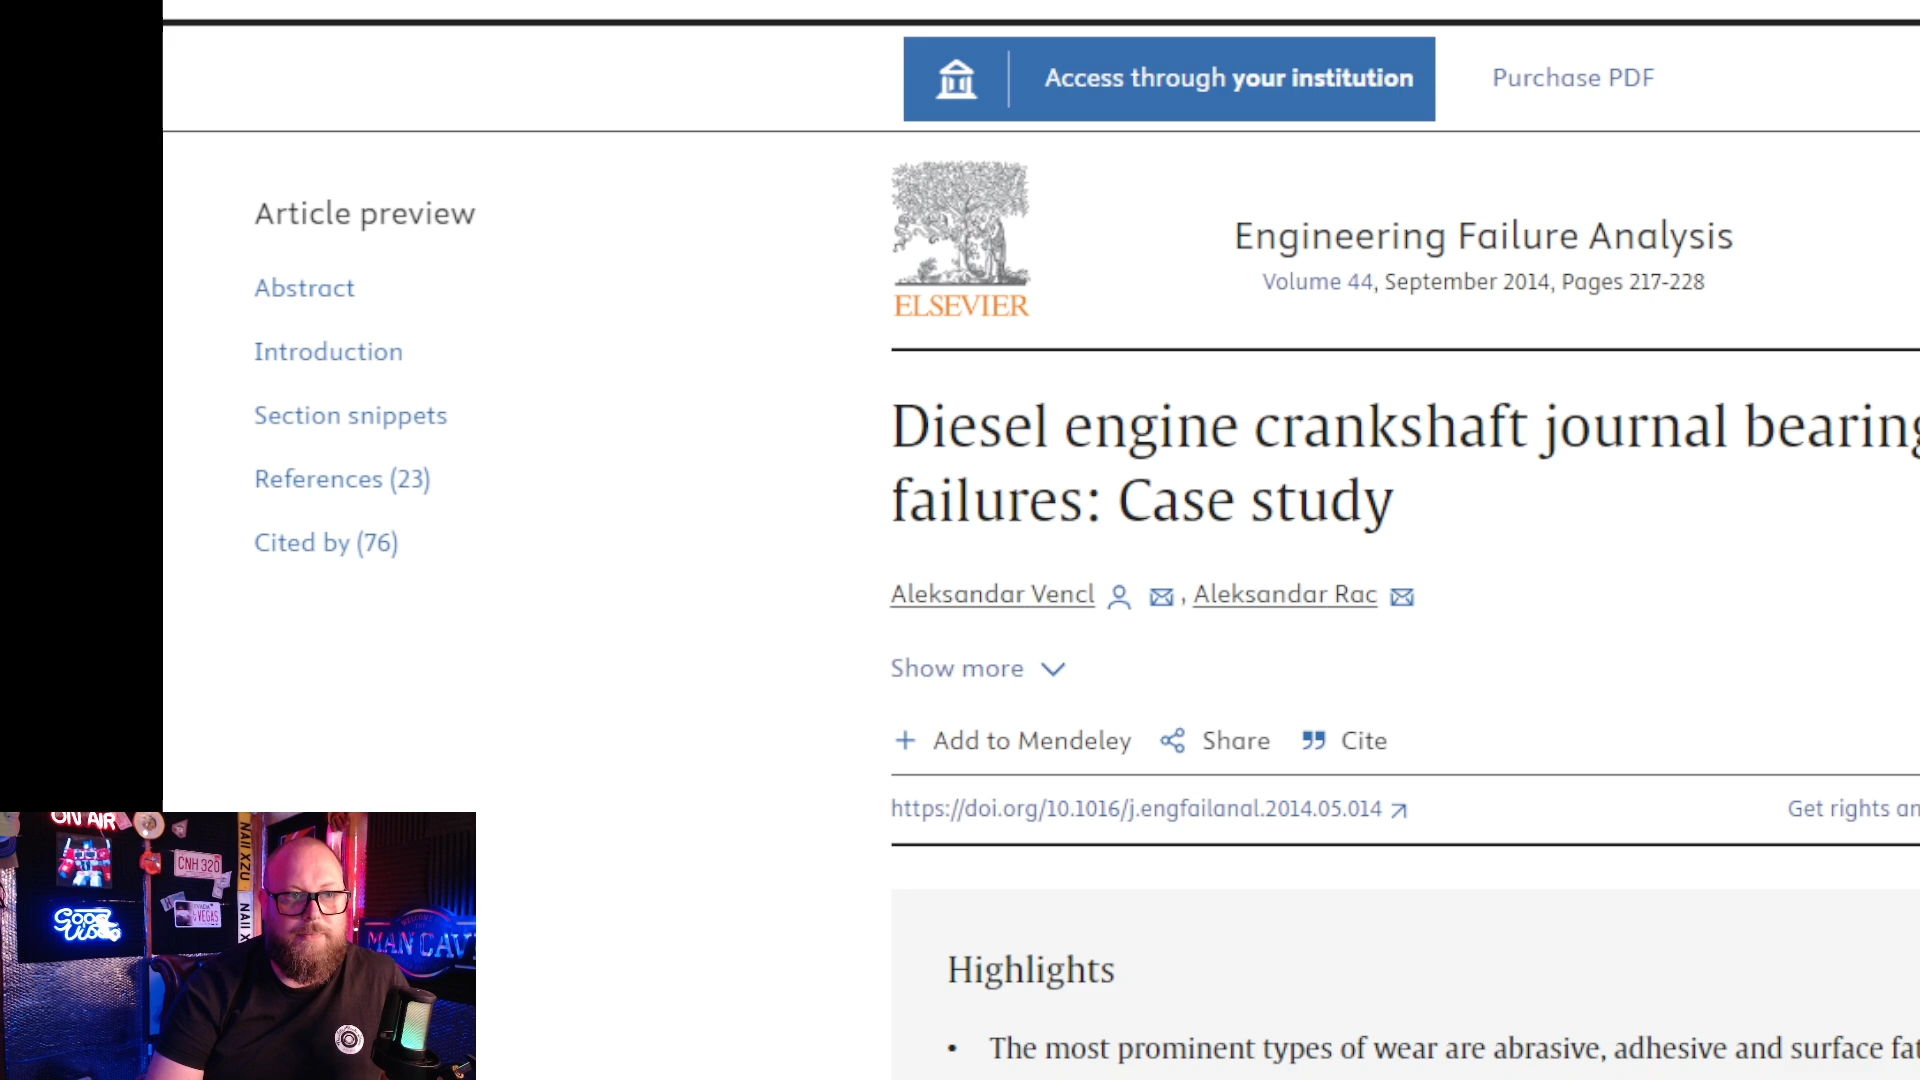 Access through your institution
Purchase PDF
Article preview
Abstract
Introduction
Section snippets
References (23)
Cited by (76)
ELSEVIER
Engineering Failure Analysis
Volume 44, September 2014, Pages 217-228
Diesel engine crankshaft journal bearing
failures: Case study
Aleksandar Vencl , Aleksandar Rac
Show more
+ Add to Mendeley Share Cite
https://doi.org/10.1016/j.engfailanal.2014.05.014
Get rights an
Highlights
• The most prominent types of wear are abrasive, adhesive and surface fat
ON AIR
CNH 320
VEGAS
GOOD
MAN CAV